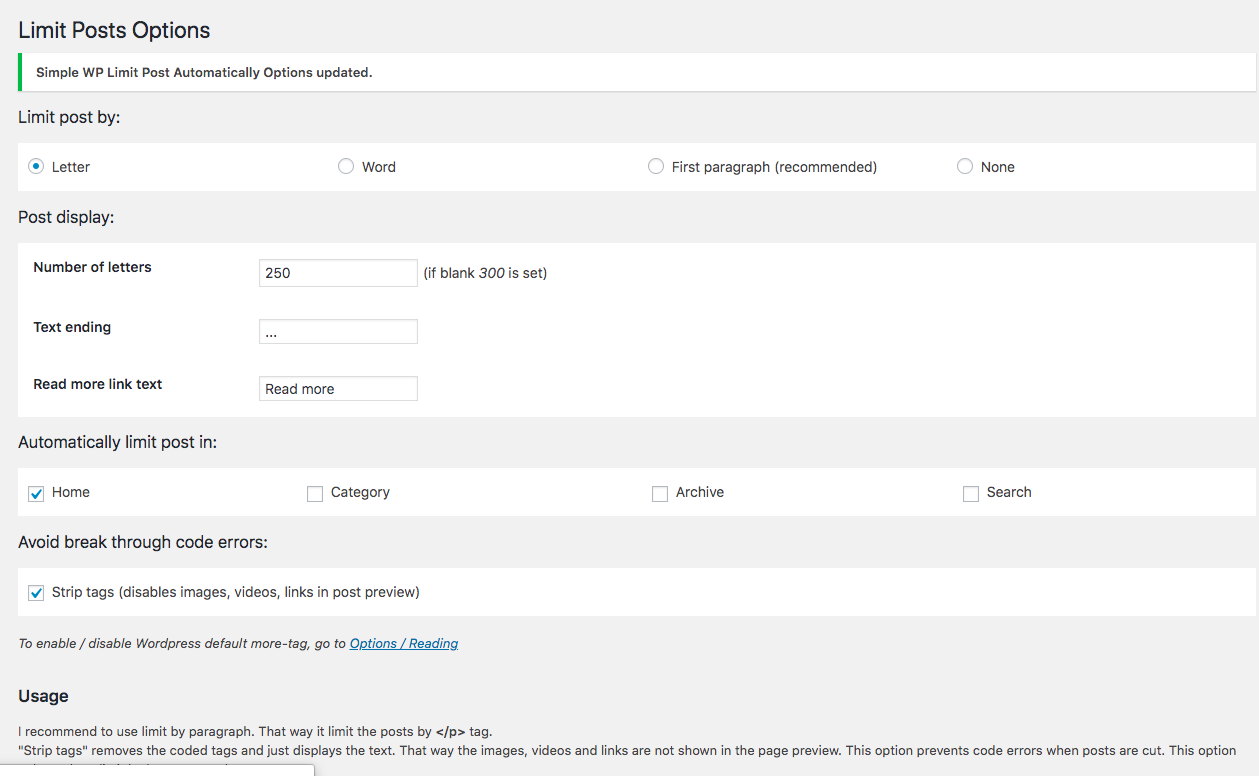 Limit Posts Options
Simple WP Limit Post Automatically Options updated.
Limit post by:
Letter Word First paragraph (recommended) None
Post display:
Number of letters 250 (if blank 300 is set)
Text ending ...
Read more link text Read more
Automatically limit post in:
Home Category Archive Search
Avoid break through code errors:
Strip tags (disables images, videos, links in post preview)
To enable / disable Wordpress default more-tag, go to Options / Reading
Usage
I recommend to use limit by paragraph. That way it limit the posts by </p> tag.
"Strip tags" removes the coded tags and just displays the text. That way the images, videos and links are not shown in the page preview. This option prevents code errors when posts are cut. This option